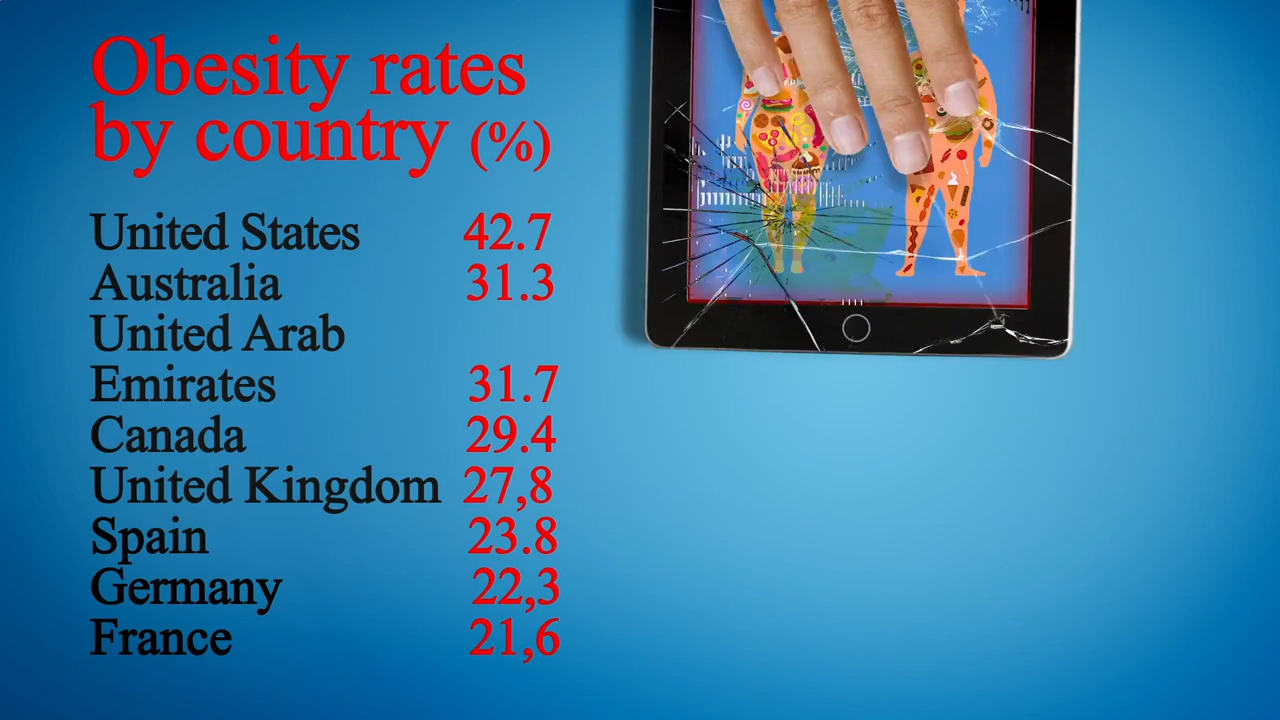 Obesity rates
by country (%)
United States 42.7
Australia 31.3
United Arab
Emirates 31.7
Canada 29.4
United Kingdom 27,8
Spain 23.8
Germany 22,3
France 21,6